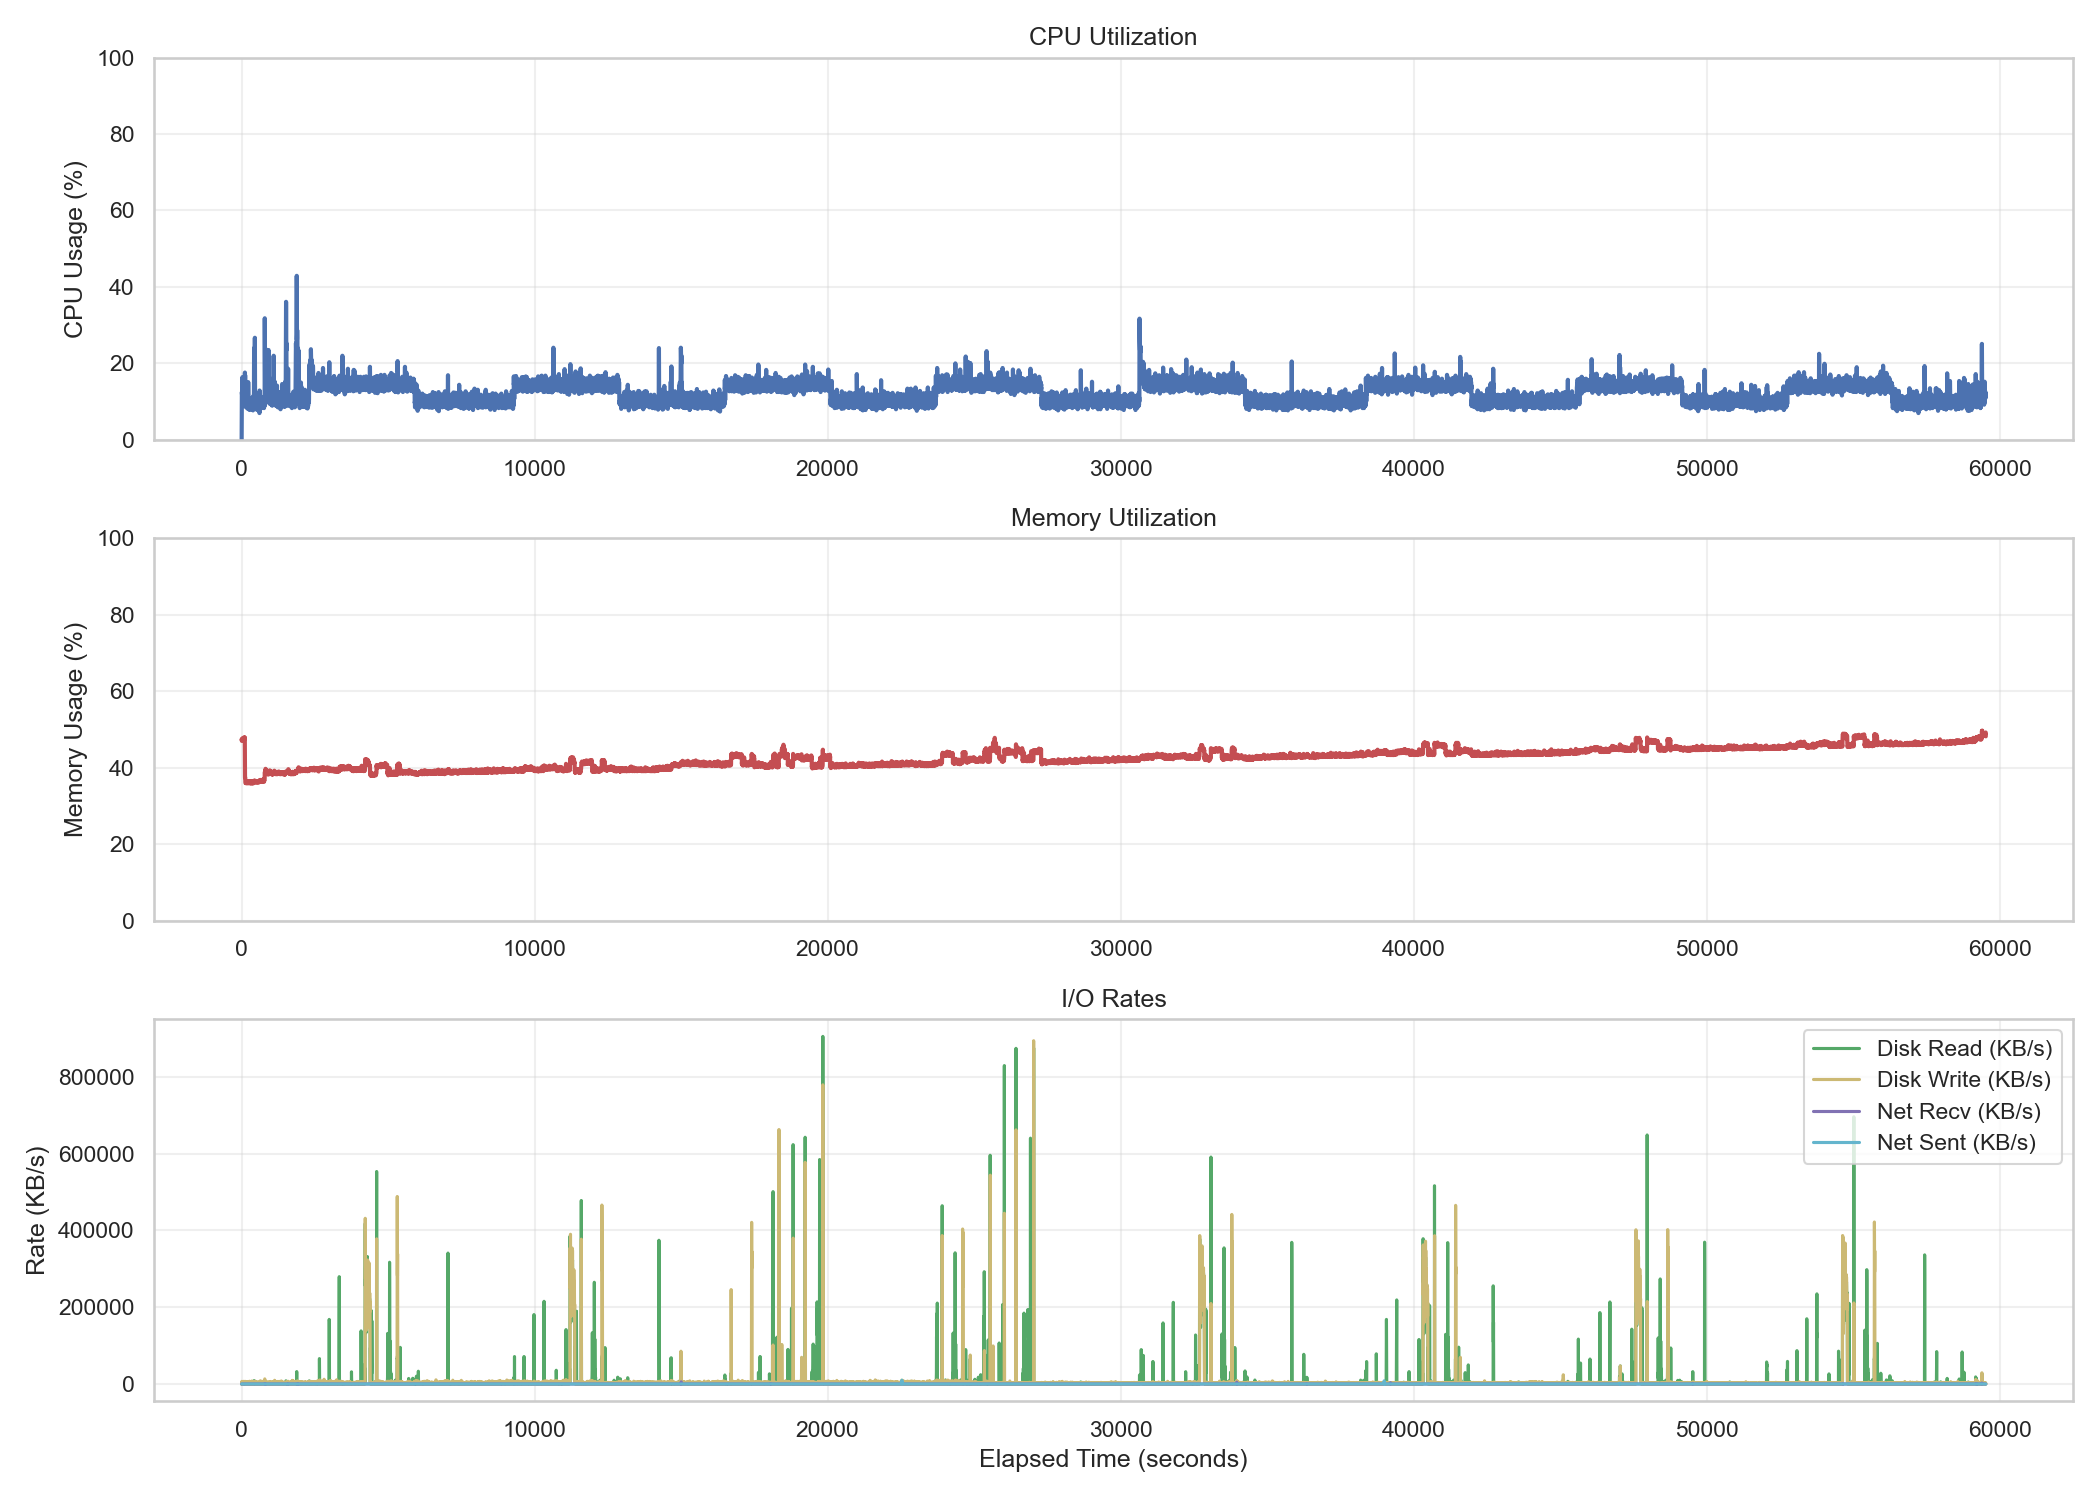 CPU Utilization
CPU Usage (%)
100
80
60
40
20
0
0 10000 20000 30000 40000 50000 60000
Memory Utilization
Memory Usage (%)
100
80
60
40
20
0
0 10000 20000 30000 40000 50000 60000
I/O Rates
Rate (KB/s)
800000
600000
400000
200000
0
Disk Read (KB/s)
Disk Write (KB/s)
Net Recv (KB/s)
Net Sent (KB/s)
0 10000 20000 30000 40000 50000 60000
Elapsed Time (seconds)